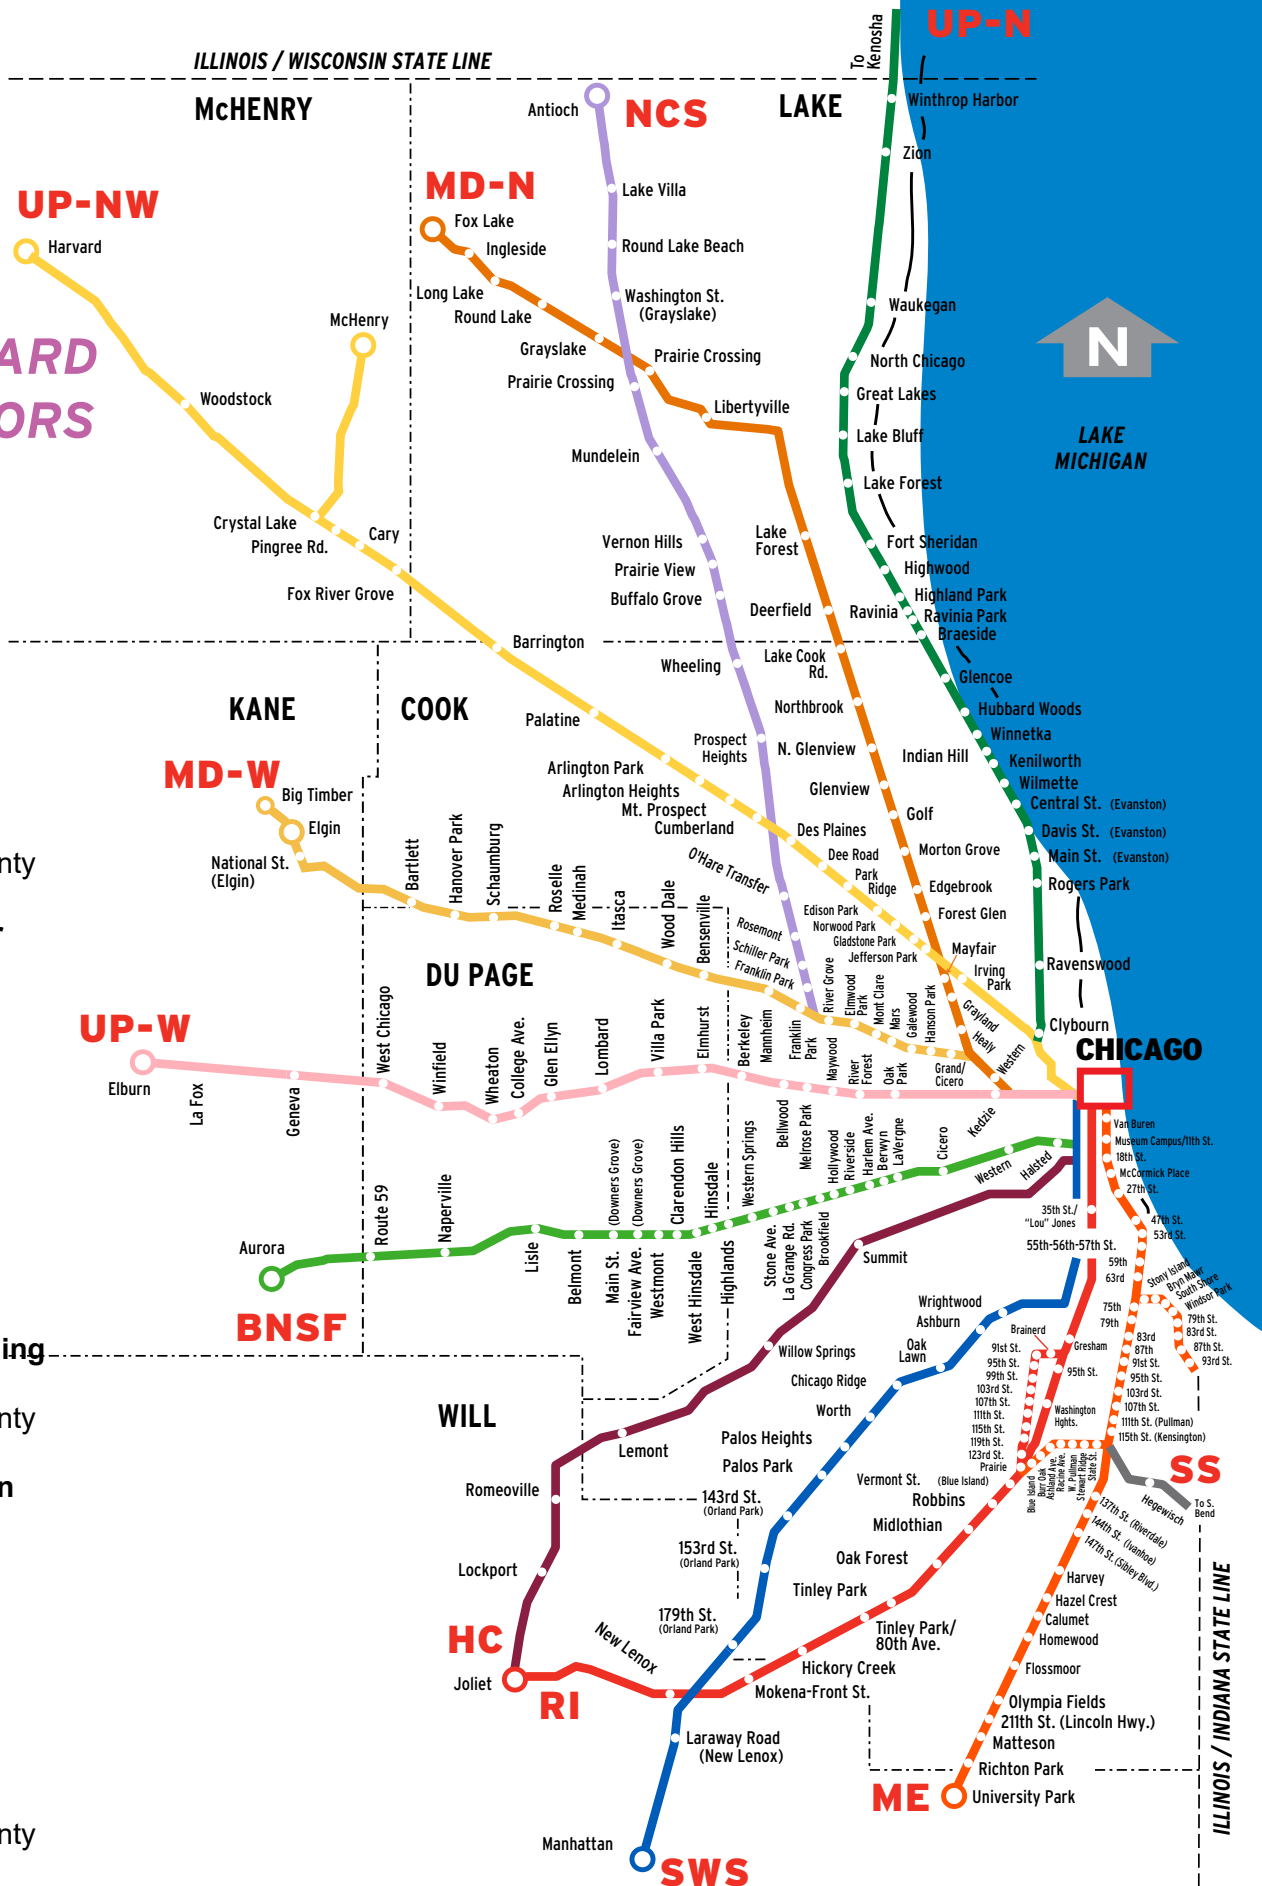 UP-N
To
Kenosha
ILLINOIS / WISCONSIN STATE LINE
McHENRY
Antioch
NCS
LAKE
Winthrop Harbor
Zion
UP-NW
Harvard
MD-N
Fox Lake
Ingleside
Long Lake
Round Lake
Lake Villa
Round Lake Beach
Washington St.
(Grayslake)
Waukegan
McHenry
Grayslake
Prairie Crossing
Prairie Crossing
North Chicago
N
ARD
ORS
Woodstock
Libertyville
Great Lakes
Lake Bluff
LAKE
MICHIGAN
Mundelein
Lake Forest
Crystal Lake
Pingree Rd.
Cary
Fox River Grove
Vernon Hills
Prairie View
Buffalo Grove
Lake
Forest
Deerfield
Fort Sheridan
Highwood
Highland Park
Ravinia
Ravinia Park
Braeside
Barrington
Wheeling
Lake Cook
Rd.
Glencoe
KANE
COOK
Palatine
Northbrook
Hubbard Woods
Winnetka
Prospect
Heights
N. Glenview
Indian Hill
Kenilworth
Wilmette
MD-W
Big Timber
Elgin
National St.
(Elgin)
Arlington Park
Arlington Heights
Mt. Prospect
Cumberland
Glenview
Golf
Central St. (Evanston)
Davis St. (Evanston)
Main St. (Evanston)
Rogers Park
Des Plaines
Dee Road
Park
Ridge
Morton Grove
Edgebrook
Forest Glen
nty
r
Bartlett
Hanover Park
Schaumburg
Roselle
Medinah
Itasca
Wood Dale
Bensenville
O'Hare Transfer
Rosemont
Schiller Park
Franklin Park
Edison Park
Norwood Park
Gladstone Park
Jefferson Park
Mayfair
Irving
Park
Ravenswood
DU PAGE
Mannheim
Franklin
Park
River Grove
Elmwood
Park
Mont Clare
Mars
Galewood
Hanson Park
Grand/
Cicero
Grayland
Healy
Western
Clybourn
CHICAGO
UP-W
Elburn
La Fox
Geneva
West Chicago
Winfield
Wheaton
College Ave.
Glen Ellyn
Lombard
Villa Park
Elmhurst
Berkeley
Bellwood
Melrose Park
Maywood
River
Forest
Oak
Park
Kedzie
Van Buren
Museum Campus/11th St.
18th St.
McCormick Place
27th St.
47th St.
53rd St.
BNSF
Aurora
Route 59
Naperville
Lisle
Belmont
Main St.
(Downers Grove)
Fairview Ave.
(Downers Grove)
Westmont
Clarendon Hills
West Hinsdale
Hinsdale
Highlands
Western Springs
Stone Ave.
La Grange Rd.
Congress Park
Brookfield
Hollywood
Riverside
Harlem Ave.
Berwyn
LaVergne
Cicero
Western
Halsted
35th St./
"Lou" Jones
55th-56th-57th St.
59th
63rd
Stony Island
Bryn Mawr
South Shore
Windsor Park
79th St.
83rd St.
87th St.
93rd St.
75th
79th
83rd
87th
91st St.
95th St.
103rd St.
107th St.
111th St. (Pullman)
115th St. (Kensington)
Summit
Willow Springs
Lemont
Romeoville
Lockport
HC
Joliet
RI
ing
nty
n
nty
WILL
Wrightwood
Ashburn
Oak
Lawn
Chicago Ridge
Worth
Palos Heights
Palos Park
143rd St.
(Orland Park)
153rd St.
(Orland Park)
179th St.
(Orland Park)
Laraway Road
(New Lenox)
Manhattan
SWS
Brainerd
Gresham
91st St.
95th St.
99th St.
103rd St.
107th St.
111th St.
115th St.
119th St.
123rd St.
Prairie
95th St.
Washington
Hghts.
Vermont St. (Blue Island)
Robbins
Midlothian
Oak Forest
Tinley Park
Tinley Park/
80th Ave.
Hickory Creek
Mokena-Front St.
New Lenox
Blue Island
Burr Oak
Ashland Ave.
Racine Ave.
W. Pullman
Stewart Ridge
State St.
SS
Hegewisch
To S.
Bend
137th St. (Riverdale)
144th St. (Ivanhoe)
147th St. (Sibley Blvd.)
Harvey
Hazel Crest
Calumet
Homewood
Flossmoor
Olympia Fields
211th St. (Lincoln Hwy.)
Matteson
Richton Park
University Park
ME
ILLINOIS / INDIANA STATE LINE